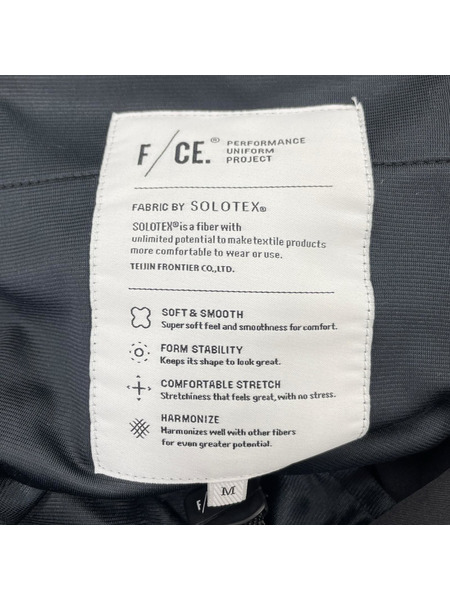 F/CE.® PERFORMANCE
UNIFORM
PROJECT
FABRIC BY SOLOTEX®
SOLOTEX® is a fiber with
unlimited potential to make textile products
more comfortable to wear or use.
TEIJIN FRONTIER CO.,LTD.
SOFT & SMOOTH
Super soft feel and smoothness for comfort.
FORM STABILITY
Keeps its shape to look great.
COMFORTABLE STRETCH
Stretchiness that feels great, with no stress.
HARMONIZE
Harmonizes well with other fibers
for even greater potential.
M